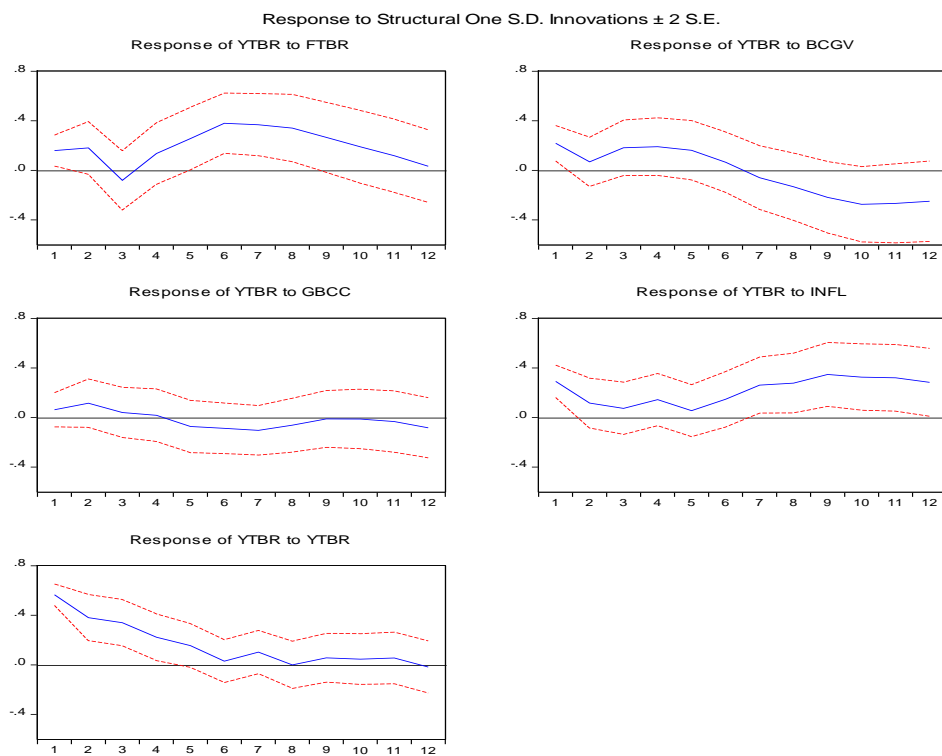 Response to Structural One S.D. Innovations ± 2 S.E.
Response of YTBR to FTBR
.8
.4
.0
-.4
1 2 3 4 5 6 7 8 9 10 11 12
Response of YTBR to BCGV
.8
.4
.0
-.4
1 2 3 4 5 6 7 8 9 10 11 12
Response of YTBR to GBCC
.8
.4
.0
-.4
1 2 3 4 5 6 7 8 9 10 11 12
Response of YTBR to INFL
.8
.4
.0
-.4
1 2 3 4 5 6 7 8 9 10 11 12
Response of YTBR to YTBR
.8
.4
.0
-.4
1 2 3 4 5 6 7 8 9 10 11 12